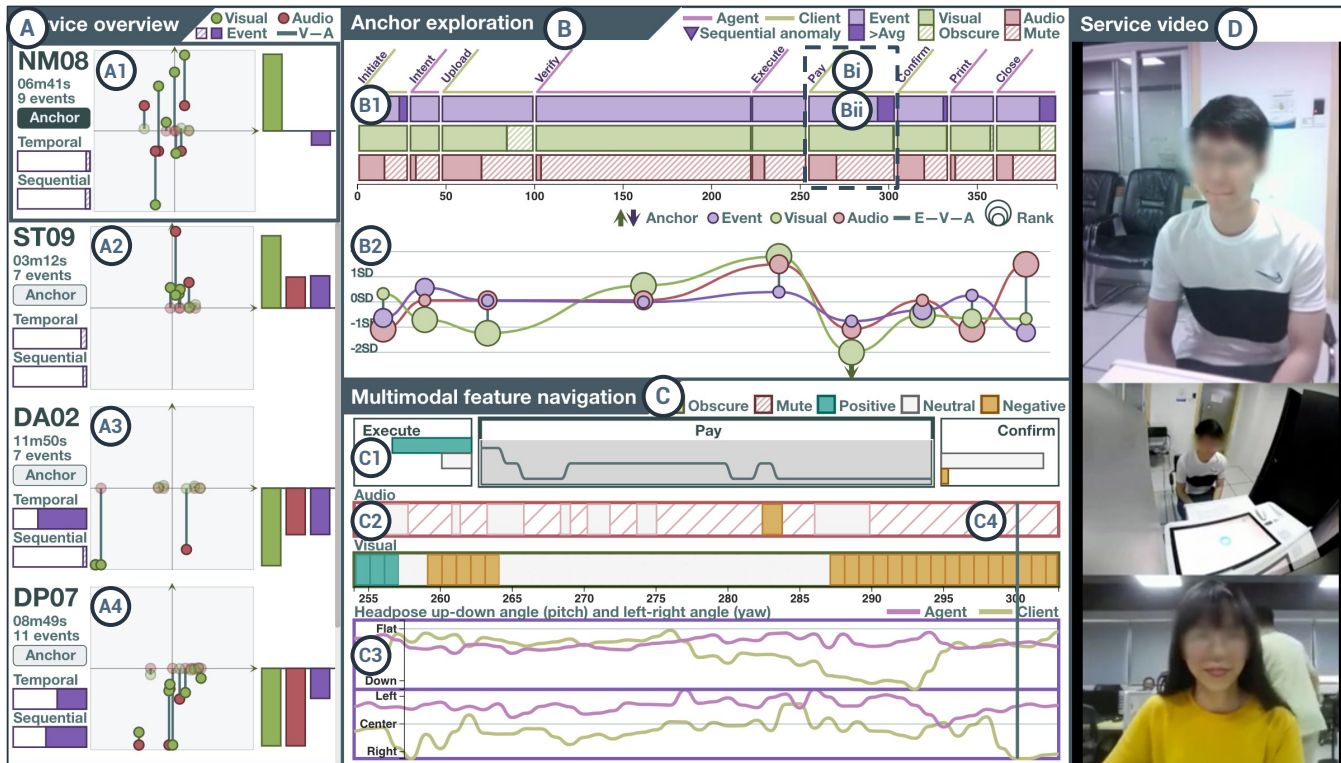 A
Service overview
Visual
Audio
Event
V—A
NM08
06m41s
9 events
Anchor
Temporal
Sequential
A1
ST09
03m12s
7 events
Anchor
Temporal
Sequential
A2
DA02
11m50s
7 events
Anchor
Temporal
Sequential
A3
DP07
08m49s
11 events
Anchor
Temporal
Sequential
A4
Anchor exploration
B
Agent
Client
Event
Visual
Audio
Sequential anomaly
>Avg
Obscure
Mute
Initiate
Intent
Upload
Verify
Execute
Pay
Confirm
Print
Close
Bi
B1
Bii
0 50 100 150 200 250 300 350
Anchor
Event
Visual
Audio
E—V—A
Rank
B2
1SD
0SD
-1SD
-2SD
Multimodal feature navigation
C
Obscure
Mute
Positive
Neutral
Negative
Execute
Pay
Confirm
C1
Audio
C2
C4
Visual
255 260 265 270 275 280 285 290 295 300
Headpose up-down angle (pitch) and left-right angle (yaw)
Agent
Client
Flat
C3
Down
Left
Center
Right
Service video
D